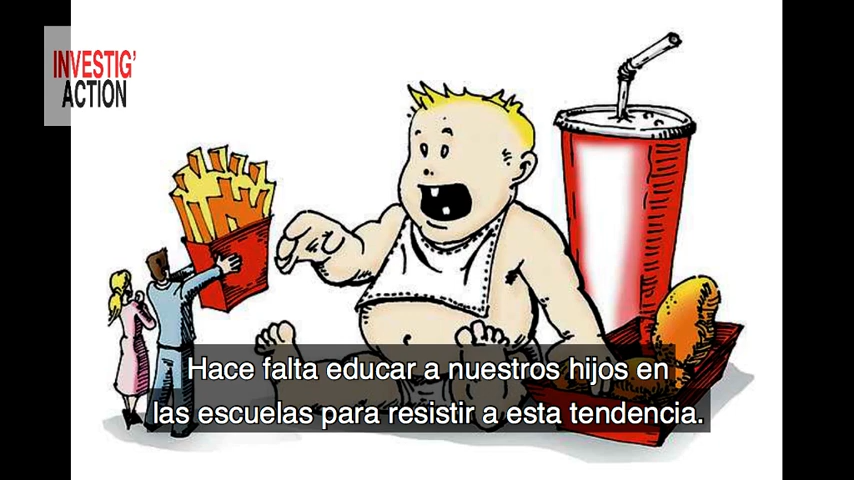 INVESTIG'
ACTION
Hace falta educar a nuestros hijos en
las escuelas para resistir a esta tendencia.